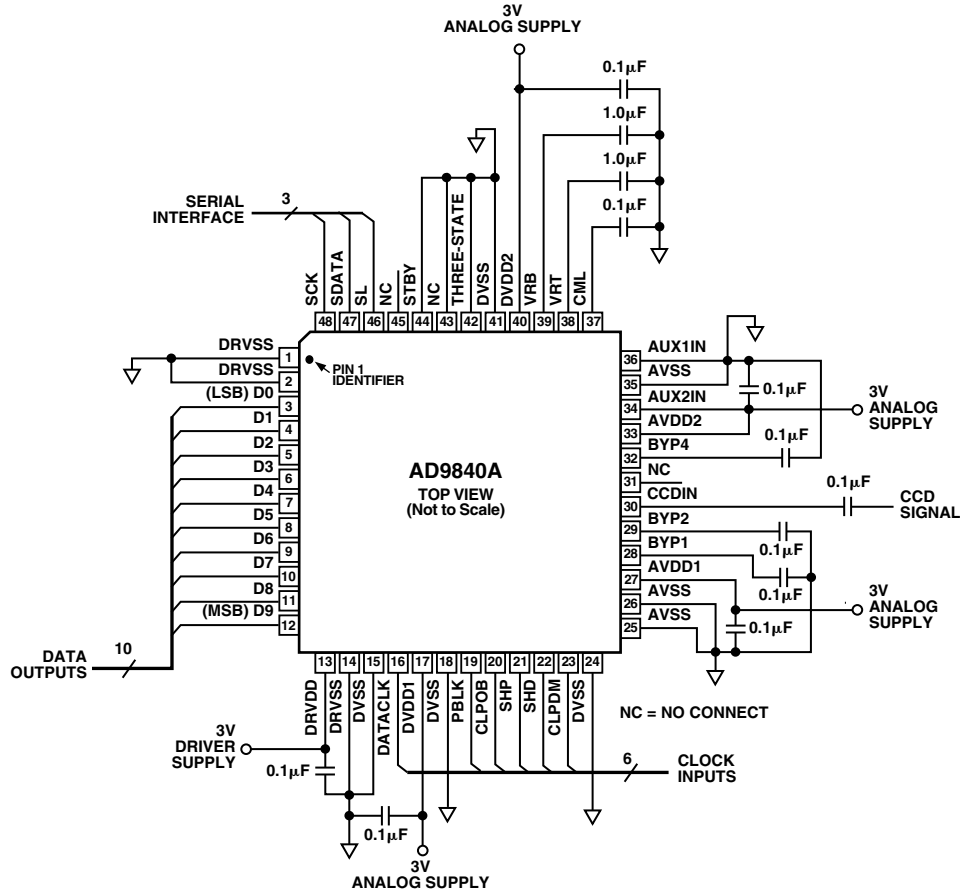 3V
ANALOG SUPPLY
0.1µF
1.0µF
1.0µF
0.1µF
SERIAL
INTERFACE
3
SCK
SDATA
SL
NC
STBY
NC
THREE-STATE
DVSS
DVDD2
VRB
VRT
CML
48 47 46 45 44 43 42 41 40 39 38 37
DRVSS
DRVSS
(LSB) D0
D1
D2
D3
D4
D5
D6
D7
D8
(MSB) D9
1
2
3
4
5
6
7
8
9
10
11
12
PIN 1
IDENTIFIER
AD9840A
TOP VIEW
(Not to Scale)
36
35
34
33
32
31
30
29
28
27
26
25
AUX1IN
AVSS
AUX2IN
AVDD2
BYP4
NC
CCDIN
BYP2
BYP1
AVDD1
AVSS
AVSS
0.1µF
3V
ANALOG
SUPPLY
0.1µF
0.1µF
CCD
SIGNAL
0.1µF
0.1µF
3V
ANALOG
SUPPLY
0.1µF
DATA
OUTPUTS
10
13 14 15 16 17 18 19 20 21 22 23 24
DRVDD
DRVSS
DVSS
DATACLK
DVDD1
DVSS
PBLK
CLPOB
SHP
SHD
CLPDM
DVSS
NC = NO CONNECT
3V
DRIVER
SUPPLY
0.1µF
6
CLOCK
INPUTS
0.1µF
3V
ANALOG SUPPLY